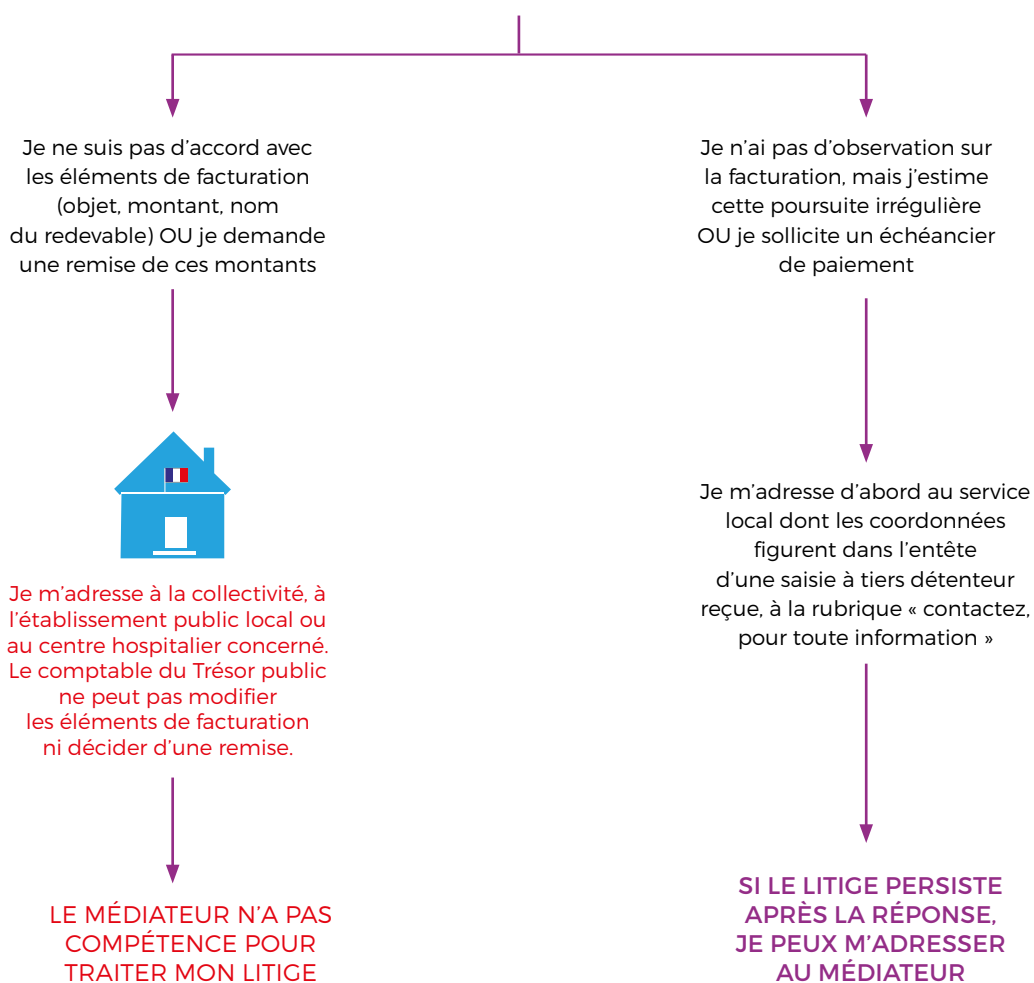 Je ne suis pas d’accord avec
les éléments de facturation
(objet, montant, nom
du redevable) OU je demande
une remise de ces montants
Je m’adresse à la collectivité, à
l’établissement public local ou
au centre hospitalier concerné.
Le comptable du Trésor public
ne peut pas modifier
les éléments de facturation
ni décider d’une remise.
LE MÉDIATEUR N’A PAS
COMPÉTENCE POUR
TRAITER MON LITIGE
Je n’ai pas d’observation sur
la facturation, mais j’estime
cette poursuite irrégulière
OU je sollicite un échéancier
de paiement
Je m’adresse d’abord au service
local dont les coordonnées
figurent dans l’entête
d’une saisie à tiers détenteur
reçue, à la rubrique « contactez,
pour toute information »
SI LE LITIGE PERSISTE
APRÈS LA RÉPONSE,
JE PEUX M’ADRESSER
AU MÉDIATEUR